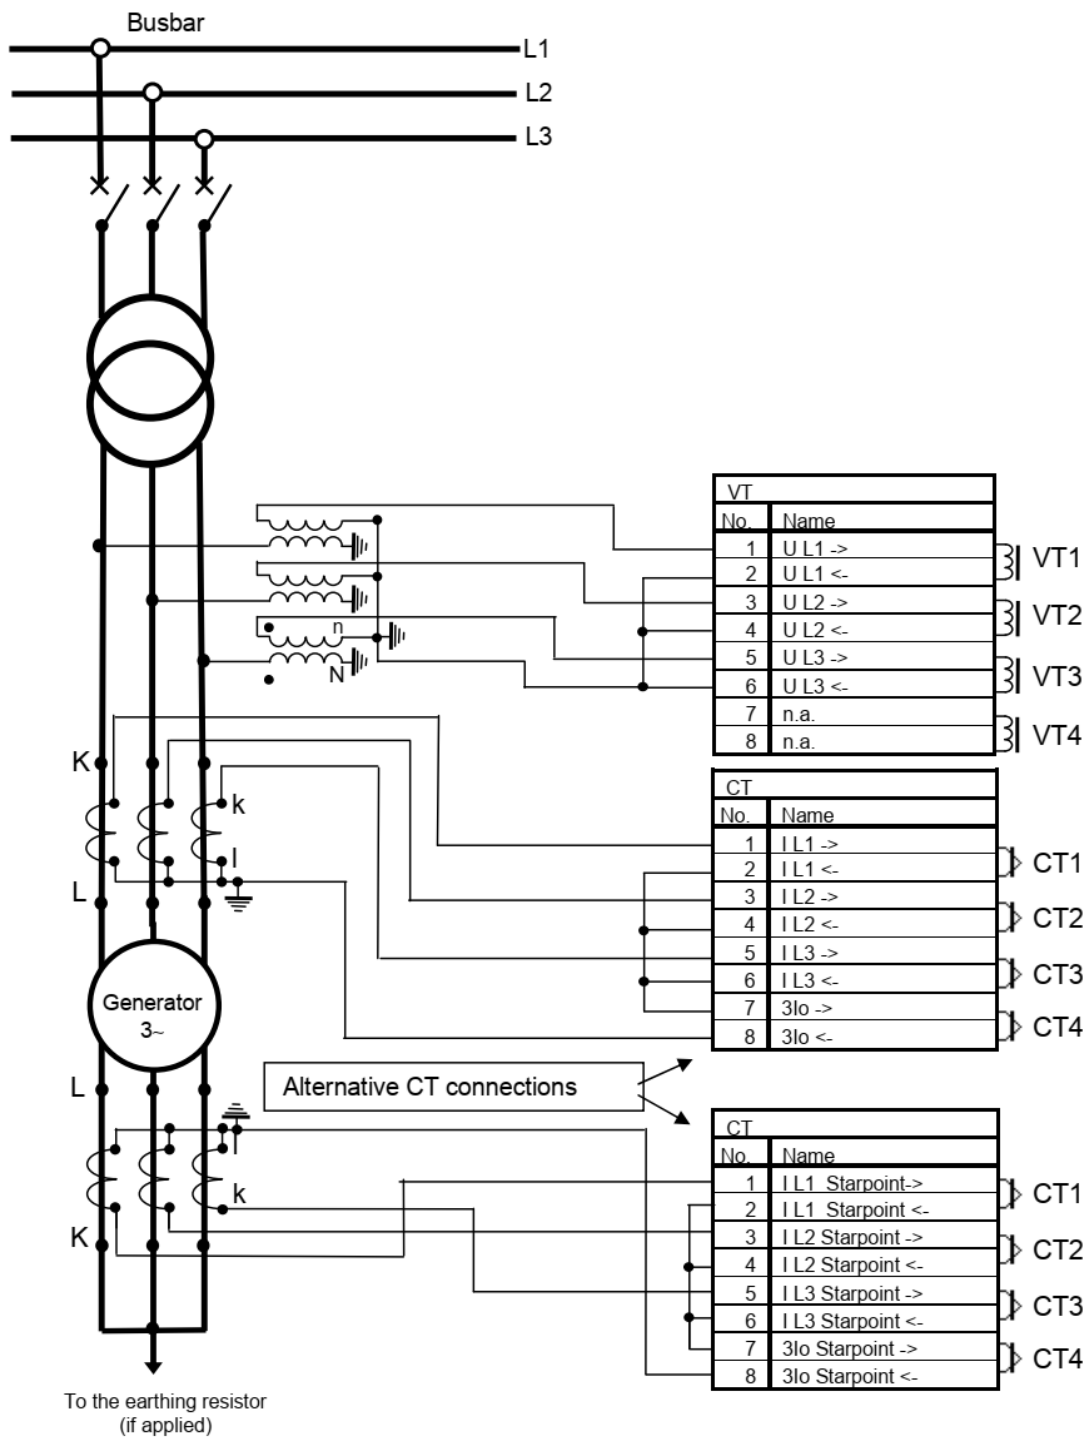 Busbar
L1
L2
L3
n
N
VT
No. Name
1 U L1 ->
2 U L1 <-
3 U L2 ->
4 U L2 <-
5 U L3 ->
6 U L3 <-
7 n.a.
8 n.a.
VT1
VT2
VT3
VT4
K
k
l
L
CT
No. Name
1 I L1 ->
2 I L1 <-
3 I L2 ->
4 I L2 <-
5 I L3 ->
6 I L3 <-
7 3Io ->
8 3Io <-
CT1
CT2
CT3
CT4
Generator
3~
Alternative CT connections
L
l
k
K
CT
No. Name
1 I L1 Starpoint->
2 I L1 Starpoint <-
3 I L2 Starpoint ->
4 I L2 Starpoint <-
5 I L3 Starpoint ->
6 I L3 Starpoint <-
7 3Io Starpoint ->
8 3Io Starpoint <-
CT1
CT2
CT3
CT4
To the earthing resistor
(if applied)